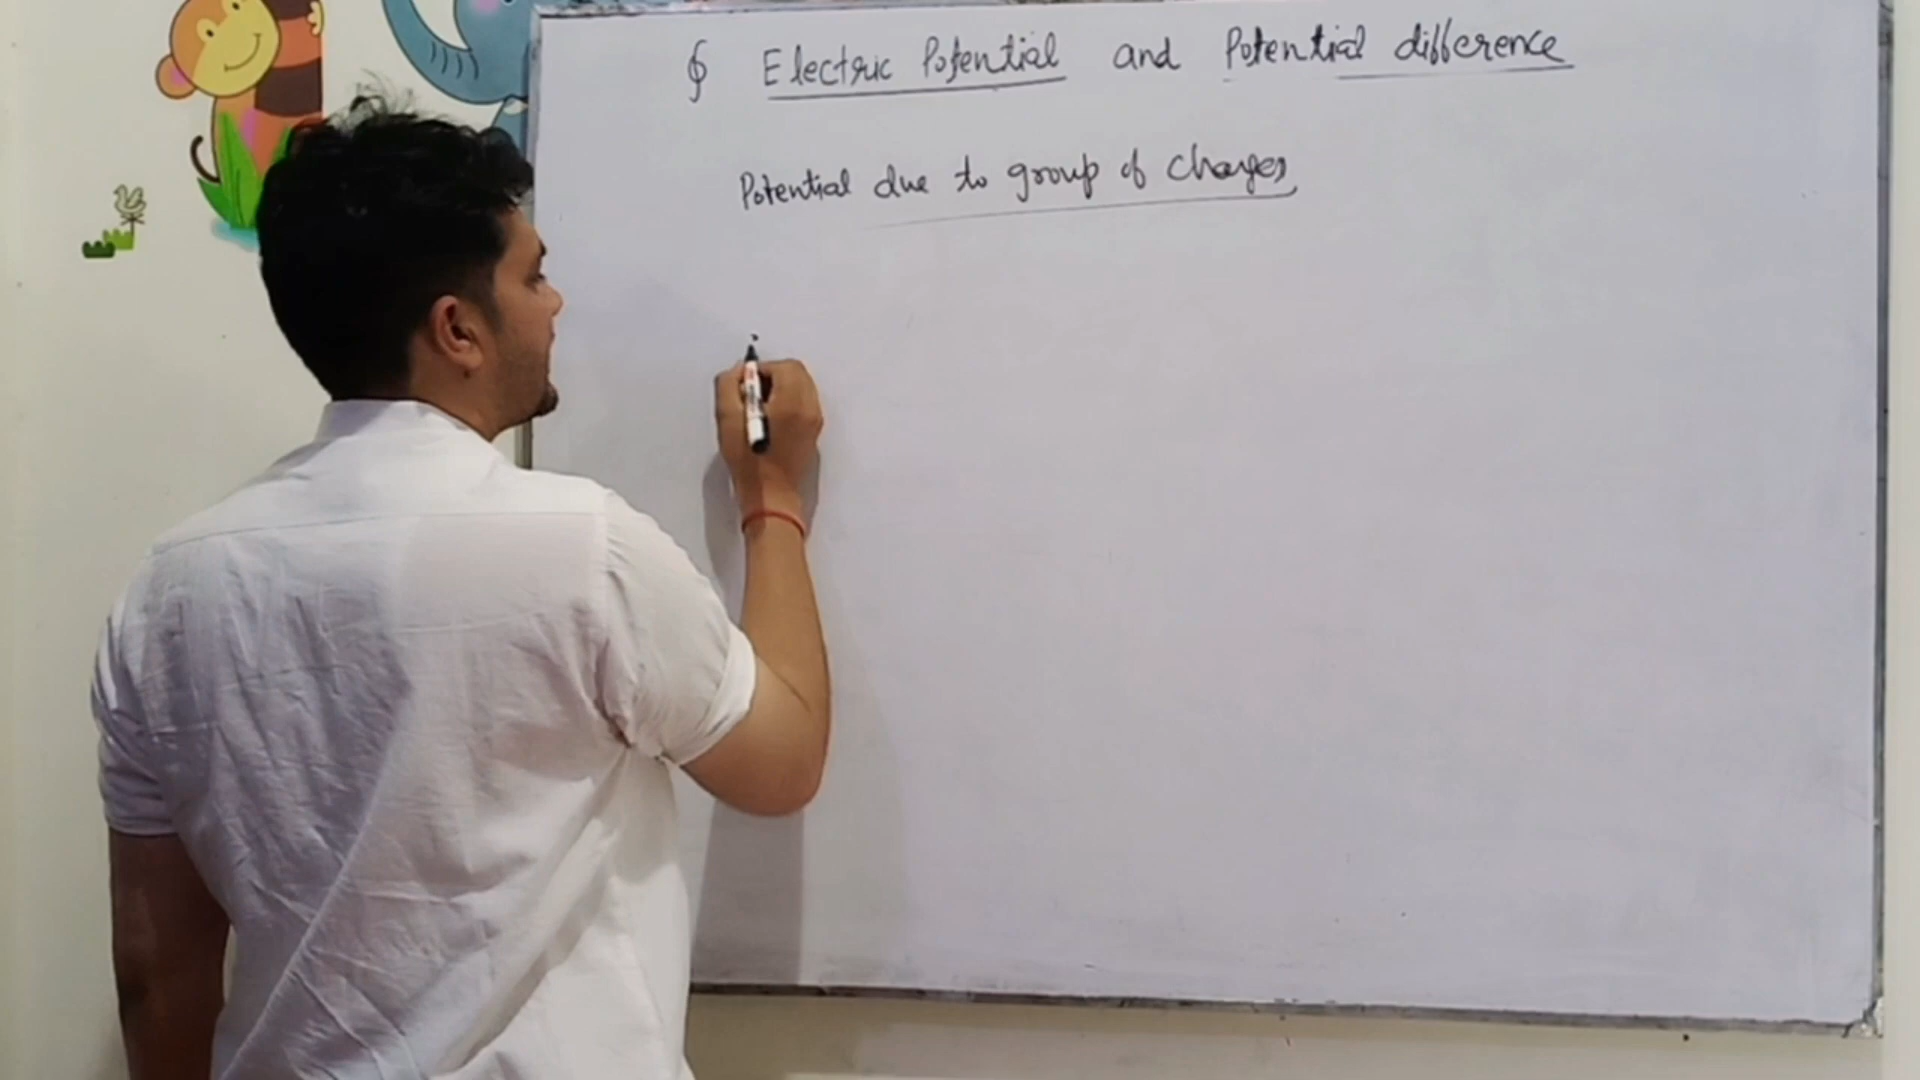 ∮ Electric Potential and Potential difference
Potential due to group of charges